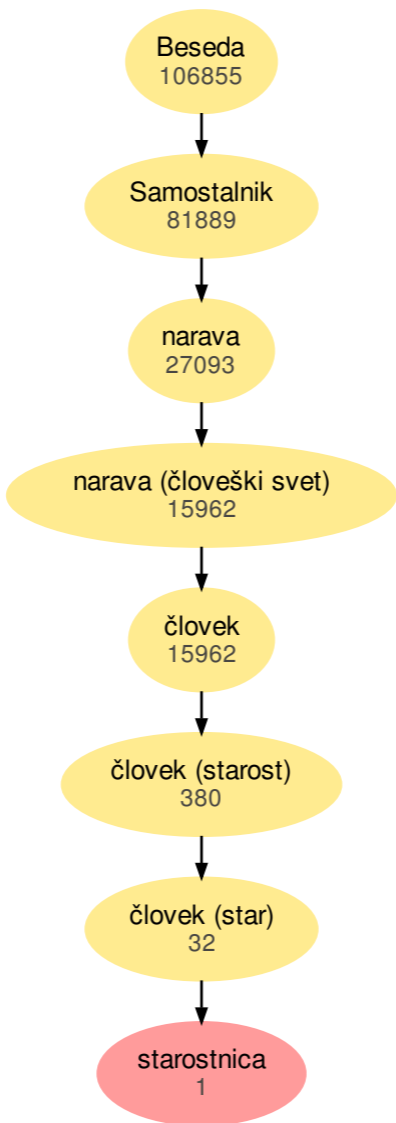 Beseda
106855
Samostalnik
81889
narava
27093
narava (človeški svet)
15962
človek
15962
človek (starost)
380
človek (star)
32
starostnica
1